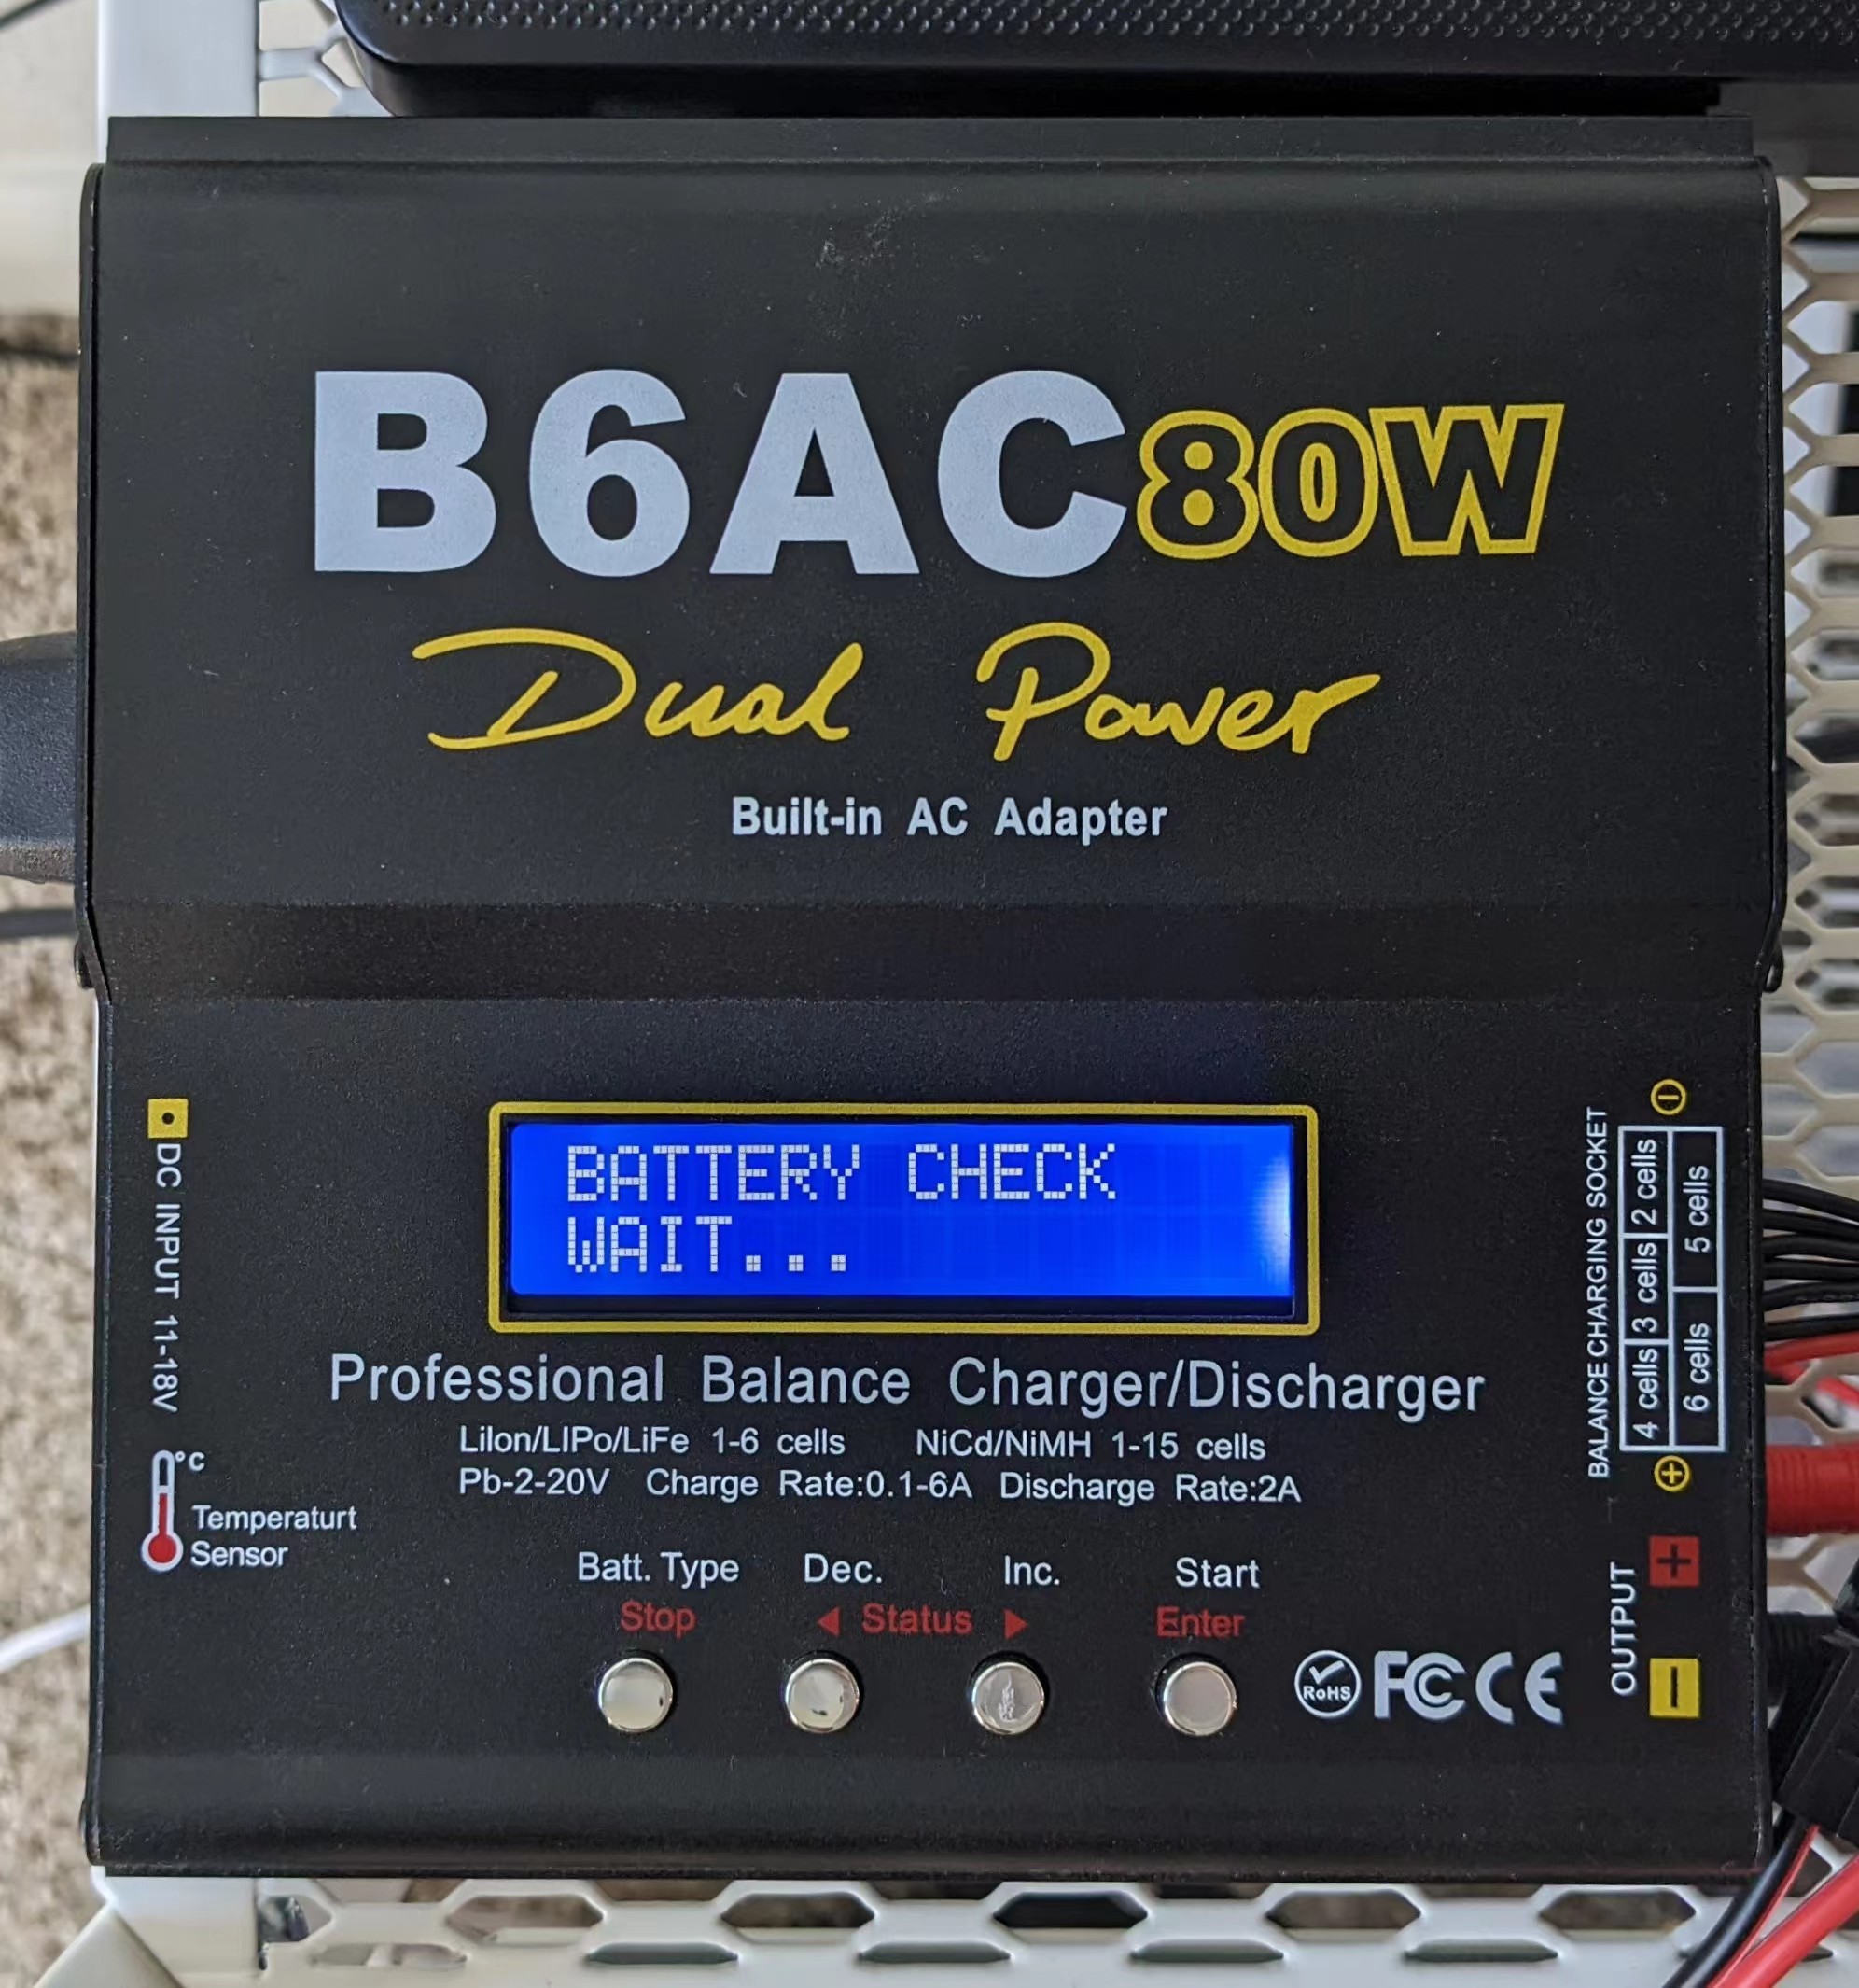 B6AC80W
Dual Power
Built-in AC Adapter
BATTERY CHECK
WAIT...
Professional Balance Charger/Discharger
LiIon/LIPo/LiFe 1-6 cells NiCd/NiMH 1-15 cells
Pb-2-20V Charge Rate:0.1-6A Discharge Rate:2A
DC INPUT 11-18V
°C
Temperaturt
Sensor
Batt. Type Dec. Inc. Start
Stop ◀ Status ▶ Enter
RoHS FC CE
BALANCE CHARGING SOCKET
4 cells 3 cells 2 cells
6 cells 5 cells
OUTPUT
+
-